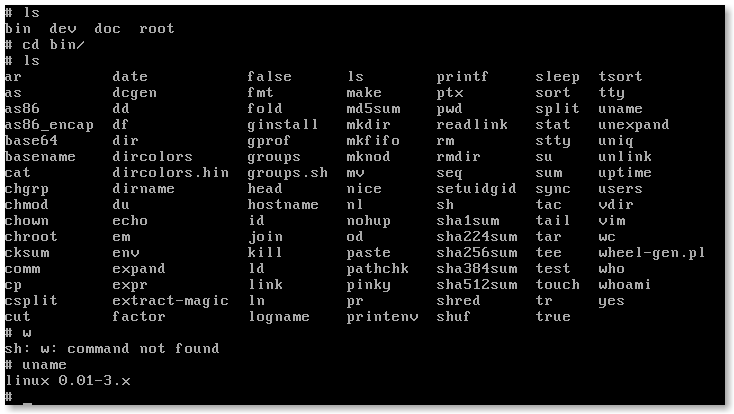 # ls
bin  dev  doc  root
# cd bin/
# ls
ar          date           false      ls        printf     sleep  tsort
as          dcgen          fmt        make      ptx        sort   tty
as86        dd             fold       md5sum    pwd        split  uname
as86_encap  df             ginstall   mkdir     readlink   stat   unexpand
base64      dir            gprof      mkfifo    rm         stty   uniq
basename    dircolors      groups     mknod     rmdir      su     unlink
cat         dircolors.hin  groups.sh  mv        seq        sum    uptime
chgrp       dirname        head       nice      setuidgid  sync   users
chmod       du             hostname   nl        sh         tac    vdir
chown       echo           id         nohup     sha1sum    tail   vim
chroot      em             join       od        sha224sum  tar    wc
cksum       env            kill       paste     sha256sum  tee    wheel-gen.pl
comm        expand         ld         pathchk   sha384sum  test   who
cp          expr           link       pinky     sha512sum  touch  whoami
csplit      extract-magic  ln         pr        shred      tr     yes
cut         factor         logname    printenv  shuf       true
# w
sh: w: command not found
# uname
linux 0.01-3.x
# _